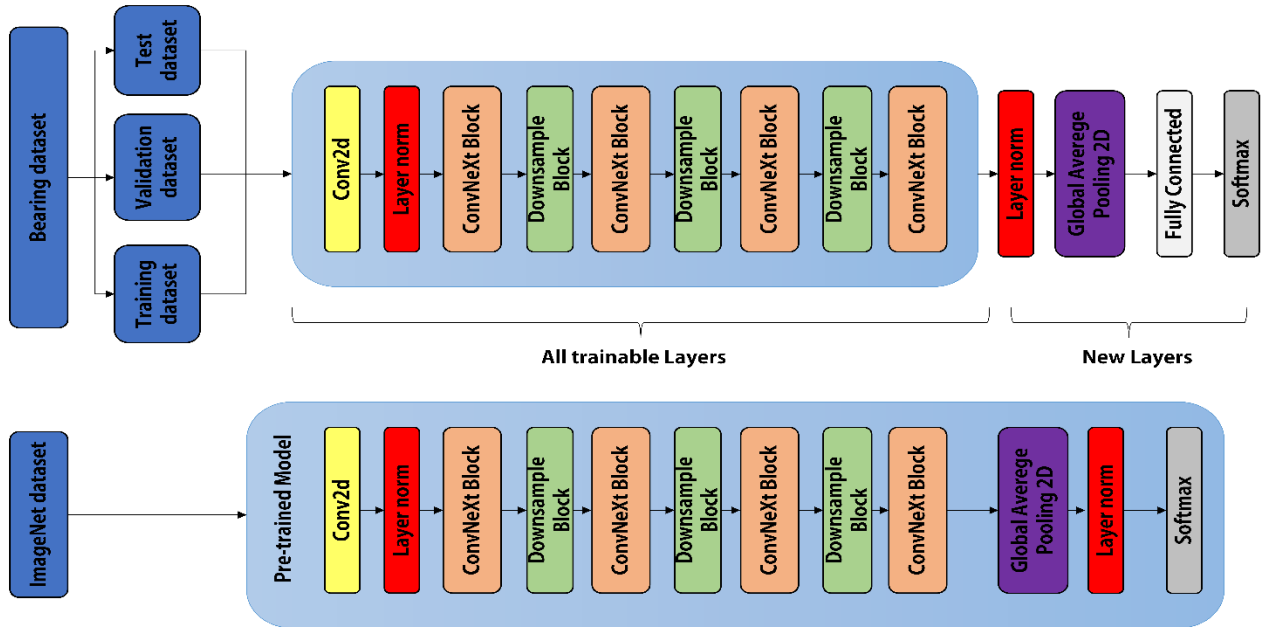 Bearing dataset
Test
dataset
Validation
dataset
Training
dataset
Conv2d
Layer norm
ConvNeXt Block
Downsample
Block
ConvNeXt Block
Downsample
Block
ConvNeXt Block
Downsample
Block
ConvNeXt Block
Layer norm
Global Averege
Pooling 2D
Fully Connected
Softmax
All trainable Layers
New Layers
ImageNet dataset
Pre-trained Model
Conv2d
Layer norm
ConvNeXt Block
Downsample
Block
ConvNeXt Block
Downsample
Block
ConvNeXt Block
Downsample
Block
ConvNeXt Block
Global Averege
Pooling 2D
Layer norm
Softmax